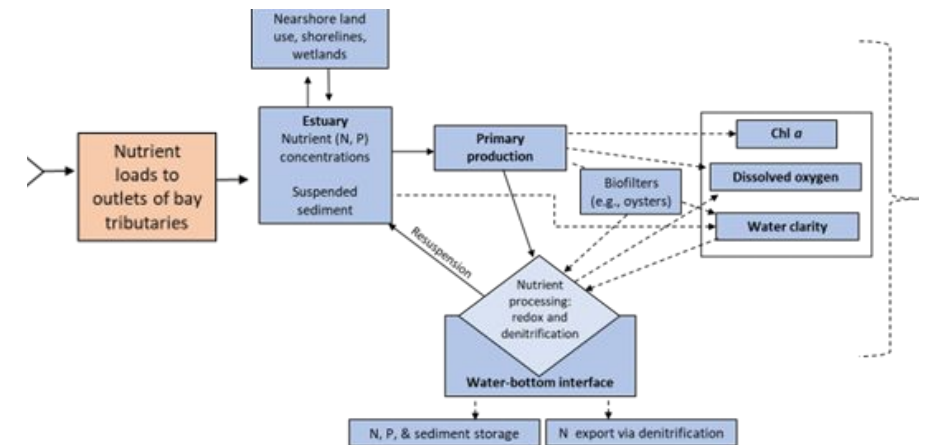 Nearshore land
use, shorelines,
wetlands
Nutrient
loads to
outlets of bay
tributaries
Estuary
Nutrient (N, P)
concentrations
Suspended
sediment
Primary
production
Biofilters
(e.g., oysters)
Chl a
Dissolved oxygen
Water clarity
Resuspension
Nutrient
processing:
redox and
denitrification
Water-bottom interface
N, P, & sediment storage
N export via denitrification